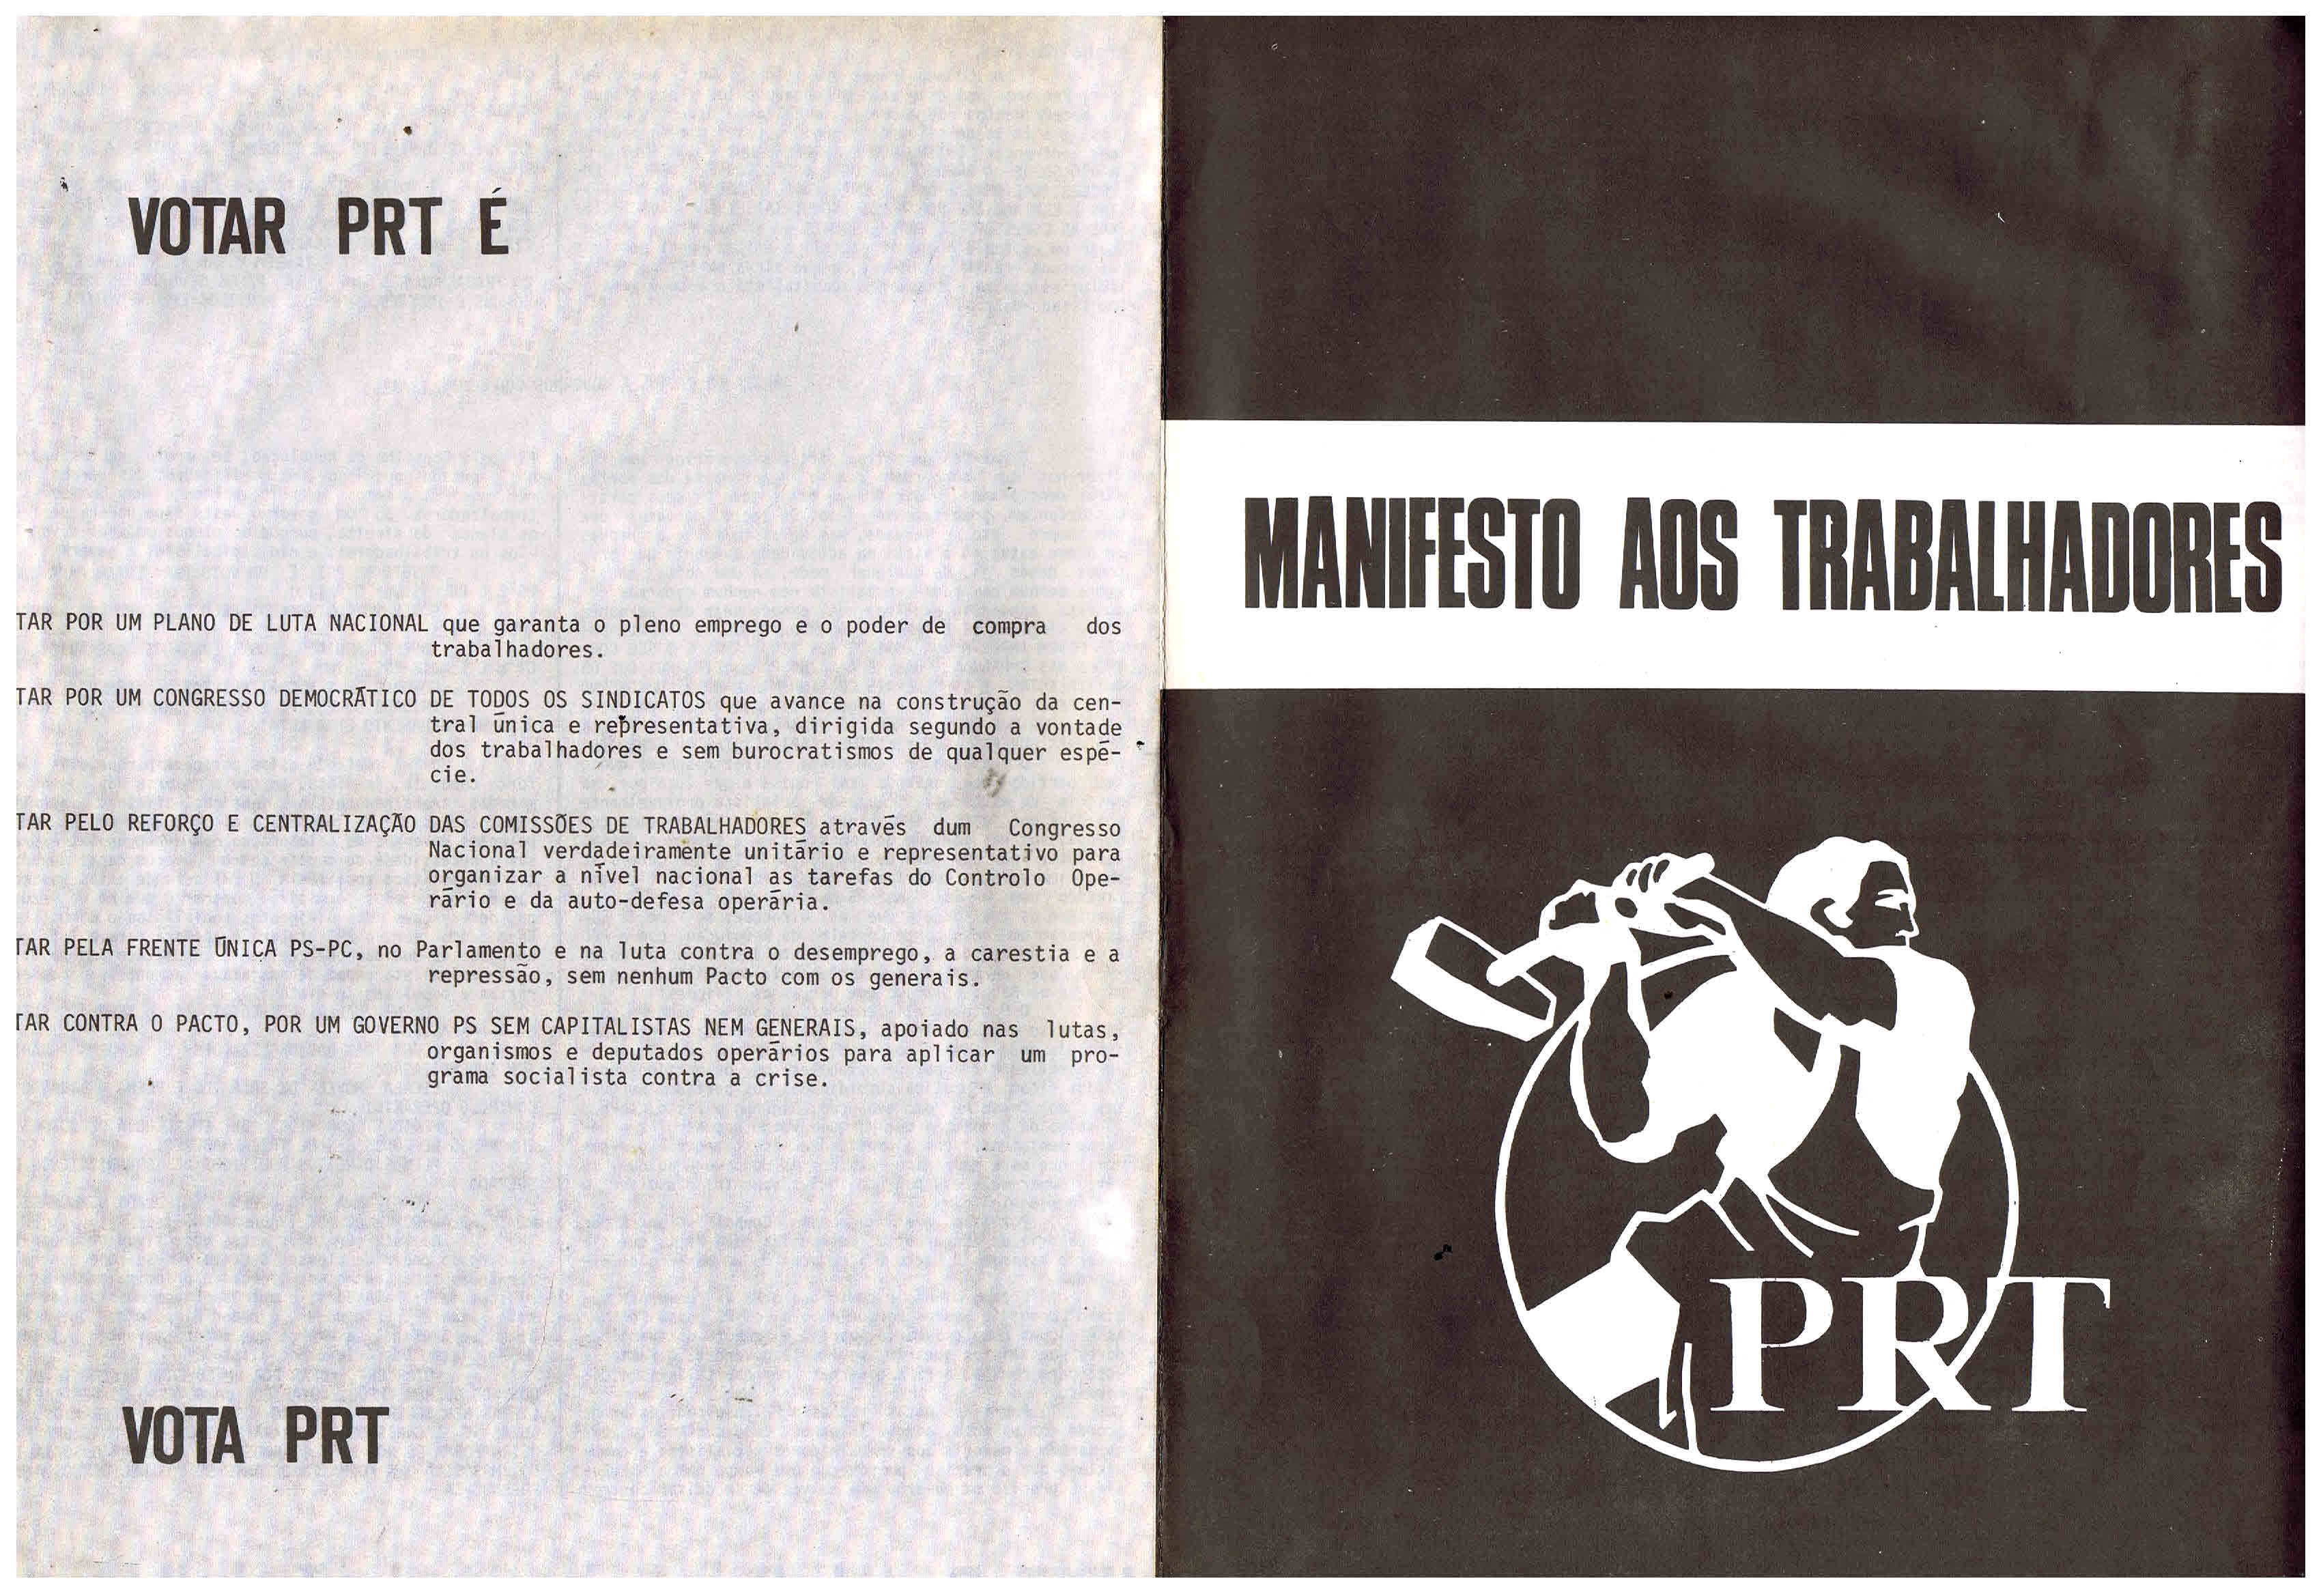 VOTAR PRT É
TAR POR UM PLANO DE LUTA NACIONAL que garanta o pleno emprego e o poder de compra dos
trabalhadores.
TAR POR UM CONGRESSO DEMOCRÁTICO DE TODOS OS SINDICATOS que avance na construção da cen-
tral única e representativa, dirigida segundo a vontade
dos trabalhadores e sem burocratismos de qualquer espé-
cie.
TAR PELO REFORÇO E CENTRALIZAÇÃO DAS COMISSÕES DE TRABALHADORES através dum Congresso
Nacional verdadeiramente unitário e representativo para
organizar a nível nacional as tarefas do Controlo Ope-
rário e da auto-defesa operária.
TAR PELA FRENTE ÚNICA PS-PC, no Parlamento e na luta contra o desemprego, a carestia e a
repressão, sem nenhum Pacto com os generais.
TAR CONTRA O PACTO, POR UM GOVERNO PS SEM CAPITALISTAS NEM GENERAIS, apoiado nas lutas,
organismos e deputados operários para aplicar um pro-
grama socialista contra a crise.
VOTA PRT
MANIFESTO AOS TRABALHADORES
PRT